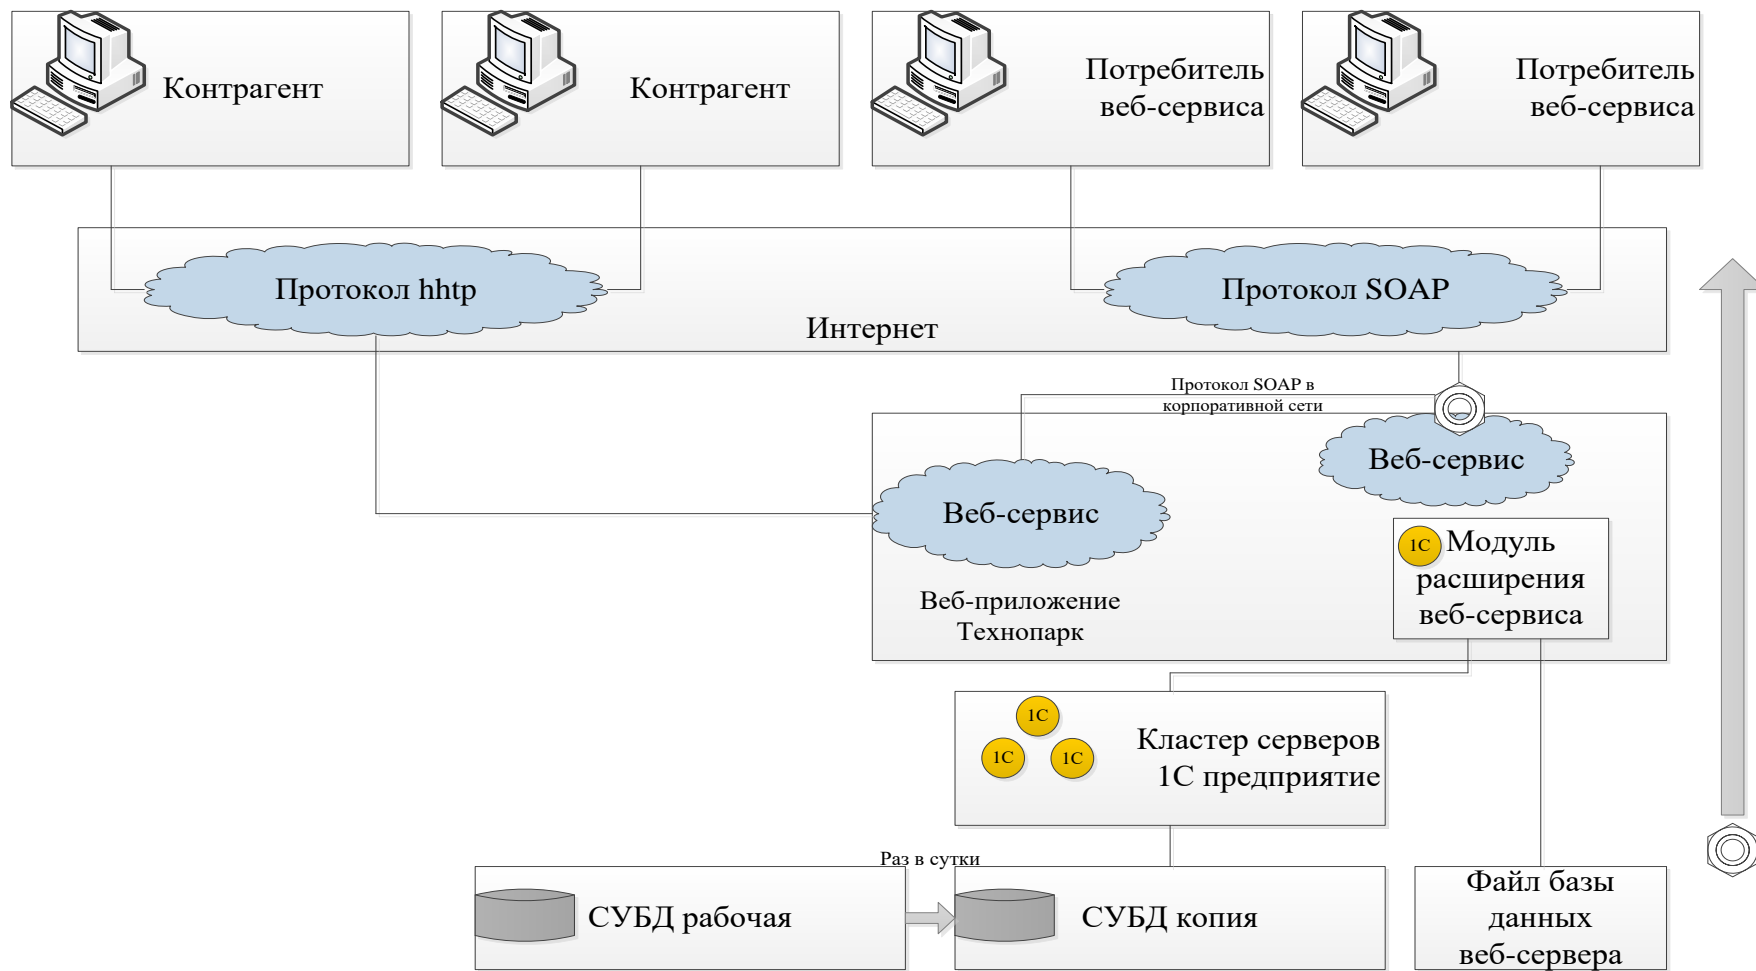 Контрагент
Контрагент
Потребитель
веб-сервиса
Потребитель
веб-сервиса
Протокол hhtp
Протокол SOAP
Интернет
Протокол SOAP в
корпоративной сети
Веб-сервис
Веб-сервис
1С
Модуль
расширения
веб-сервиса
Веб-приложение
Технопарк
1С
1С
1С
Кластер серверов
1С предприятие
Раз в сутки
СУБД рабочая
СУБД копия
Файл базы
данных
веб-сервера